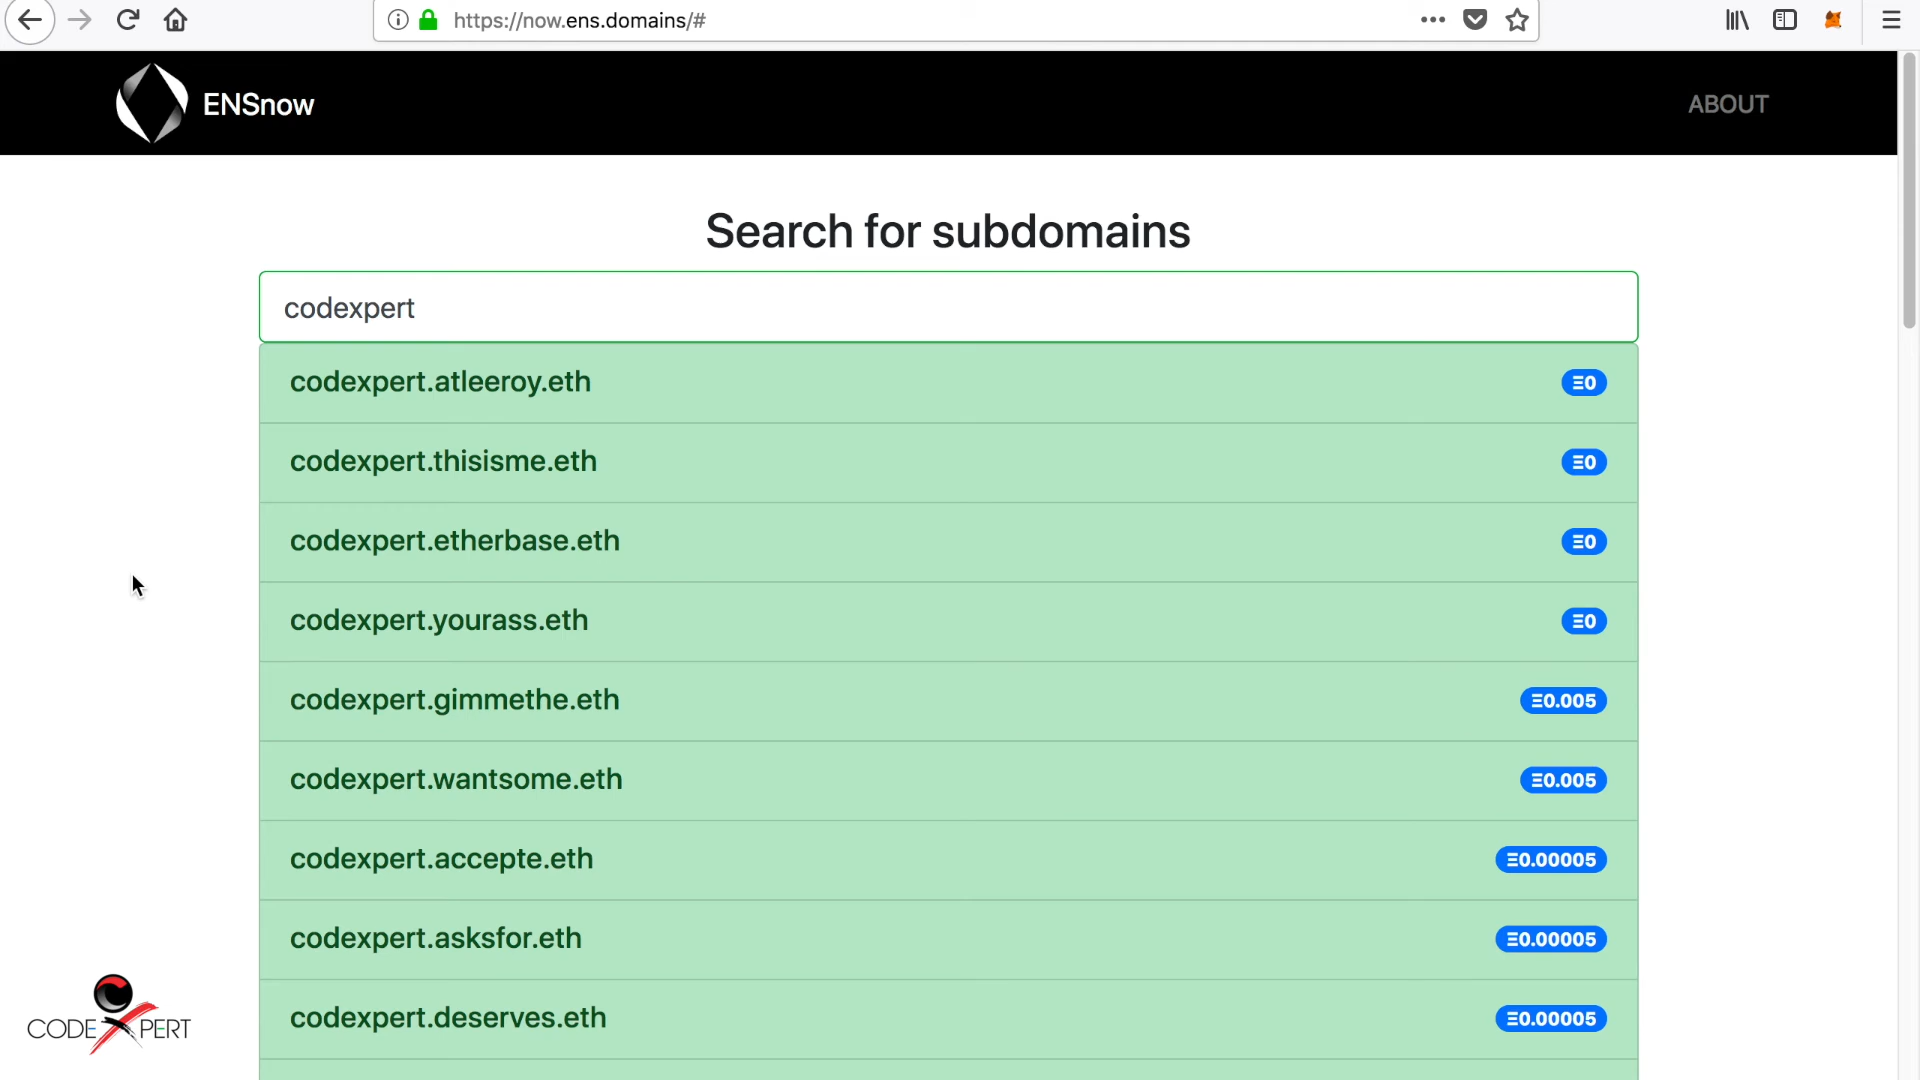 https://now.ens.domains/#
ENSnow
ABOUT
Search for subdomains
codexpert
codexpert.atleeroy.eth Ξ0
codexpert.thisisme.eth Ξ0
codexpert.etherbase.eth Ξ0
codexpert.yourass.eth Ξ0
codexpert.gimmethe.eth Ξ0.005
codexpert.wantsome.eth Ξ0.005
codexpert.accepte.eth Ξ0.00005
codexpert.asksfor.eth Ξ0.00005
codexpert.deserves.eth Ξ0.00005
CODEXPERT